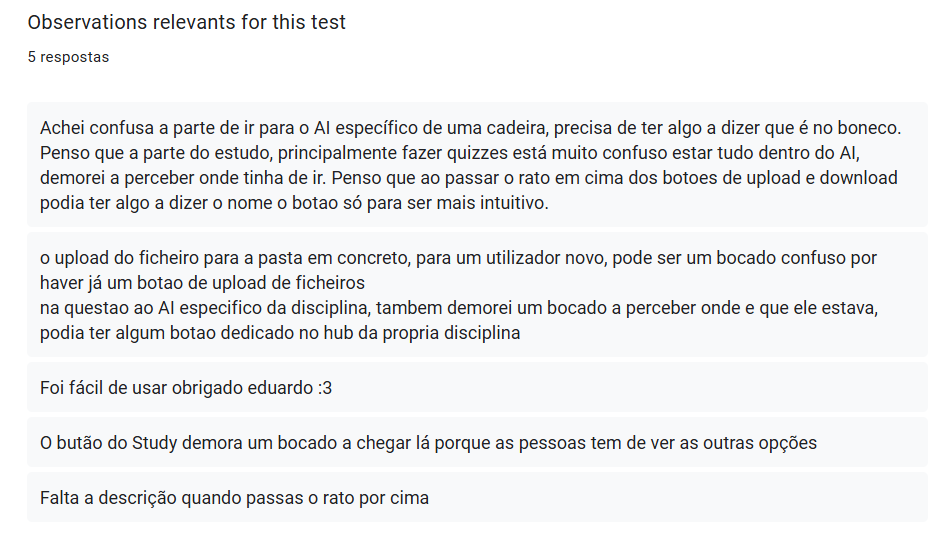 Observations relevants for this test
5 respostas
Achei confusa a parte de ir para o AI específico de uma cadeira, precisa de ter algo a dizer que é no boneco.
Penso que a parte do estudo, principalmente fazer quizzes está muito confuso estar tudo dentro do AI,
demorei a perceber onde tinha de ir. Penso que ao passar o rato em cima dos botoes de upload e download
podia ter algo a dizer o nome o botao só para ser mais intuitivo.
o upload do ficheiro para a pasta em concreto, para um utilizador novo, pode ser um bocado confuso por
haver já um botao de upload de ficheiros
na questao ao AI especifico da disciplina, tambem demorei um bocado a perceber onde e que ele estava,
podia ter algum botao dedicado no hub da propria disciplina
Foi fácil de usar obrigado eduardo :3
O butão do Study demora um bocado a chegar lá porque as pessoas tem de ver as outras opções
Falta a descrição quando passas o rato por cima